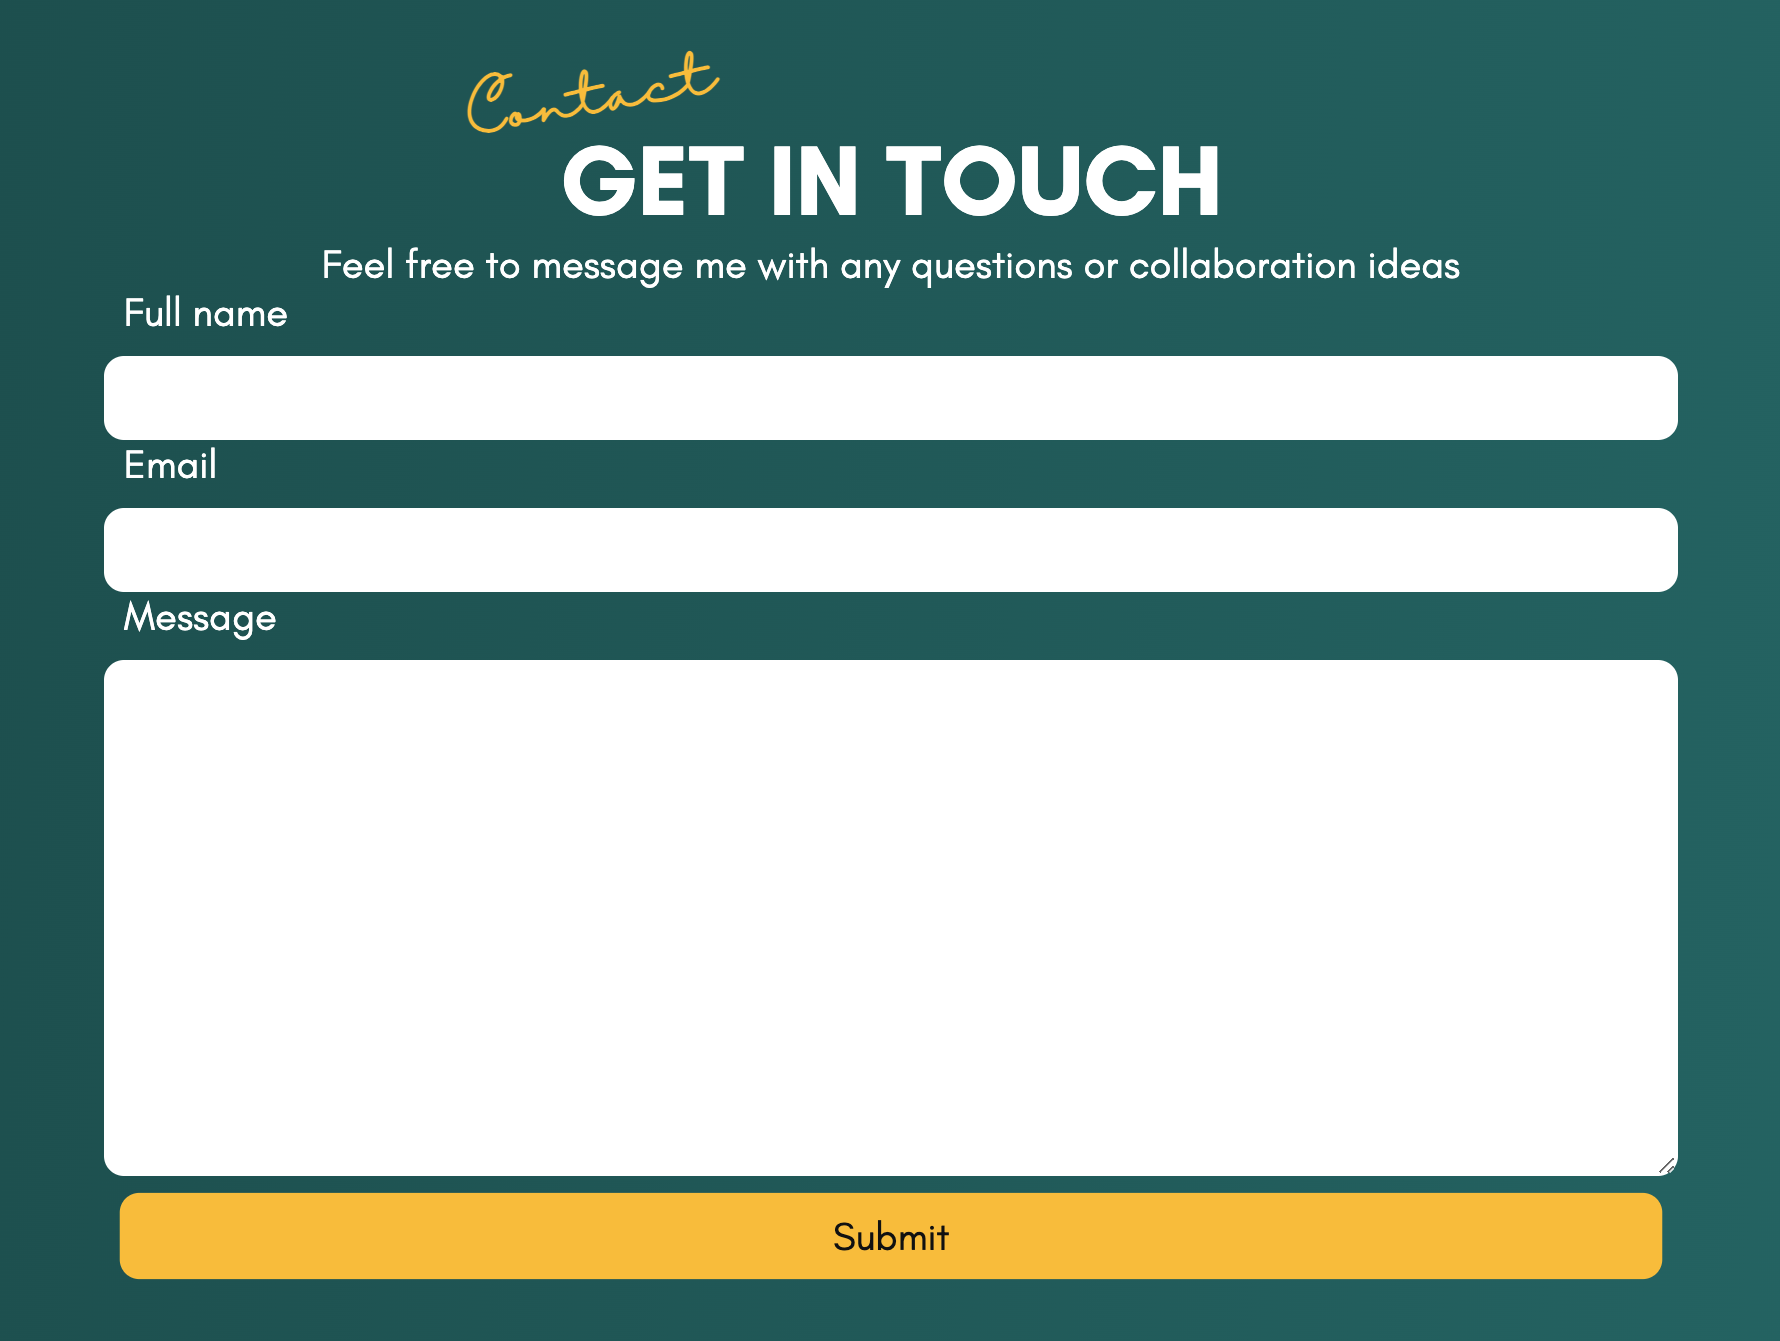 Contact
GET IN TOUCH
Feel free to message me with any questions or collaboration ideas
Full name
Email
Message
Submit